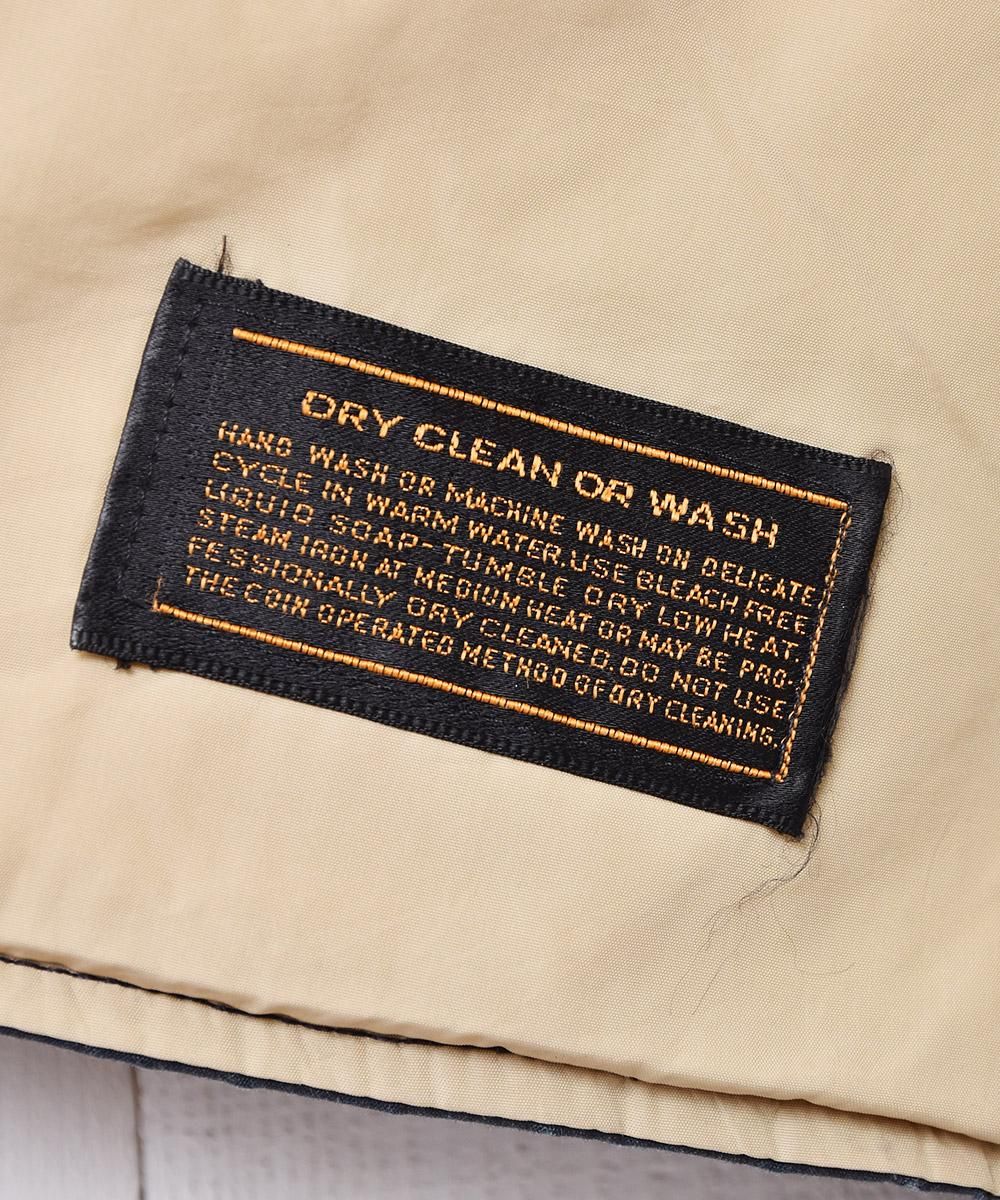 DRY CLEAN OR WASH
HAND WASH OR MACHINE WASH ON DELICATE
CYCLE IN WARM WATER,USE BLEACH FREE
LIQUID SOAP-TUMBLE DRY LOW HEAT.
STEAM IRON AT MEDIUM HEAT OR MAY BE PRO-
FESSIONALLY DRY CLEANED.DO NOT USE
THE COIN OPERATED METHOD OF DRY CLEANING.